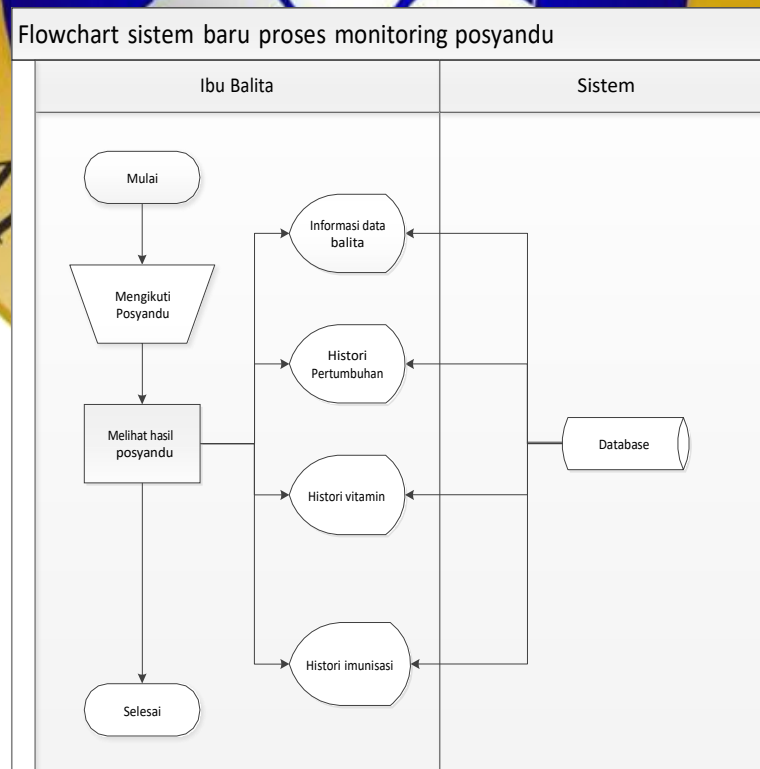 Flowchart sistem baru proses monitoring posyandu
Ibu Balita
Sistem
Mulai
Mengikuti
Posyandu
Melihat hasil
posyandu
Selesai
Informasi data
balita
Histori
Pertumbuhan
Histori vitamin
Histori imunisasi
Database